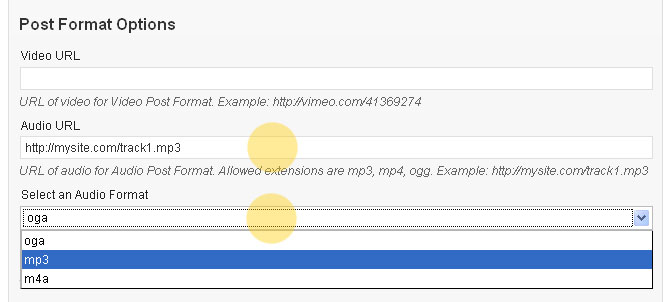 Post Format Options
Video URL
URL of video for Video Post Format. Example: http://vimeo.com/41369274
Audio URL
http://mysite.com/track1.mp3
URL of audio for Audio Post Format. Allowed extensions are mp3, mp4, ogg. Example: http://mysite.com/track1.mp3
Select an Audio Format
oga
oga
mp3
m4a